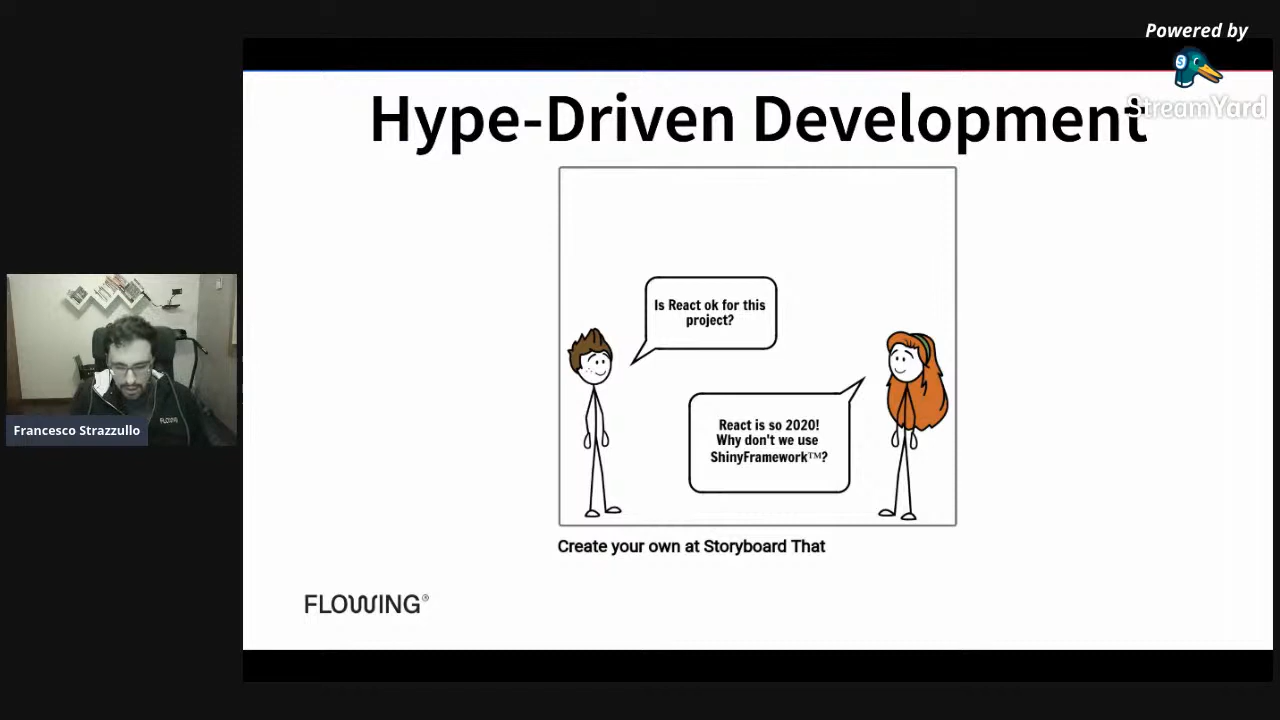 Powered by
StreamYard
Hype-Driven Development
Is React ok for this
project?
React is so 2020!
Why don't we use
ShinyFramework™?
Create your own at Storyboard That
FLOWING®
FLOWING
Francesco Strazzullo